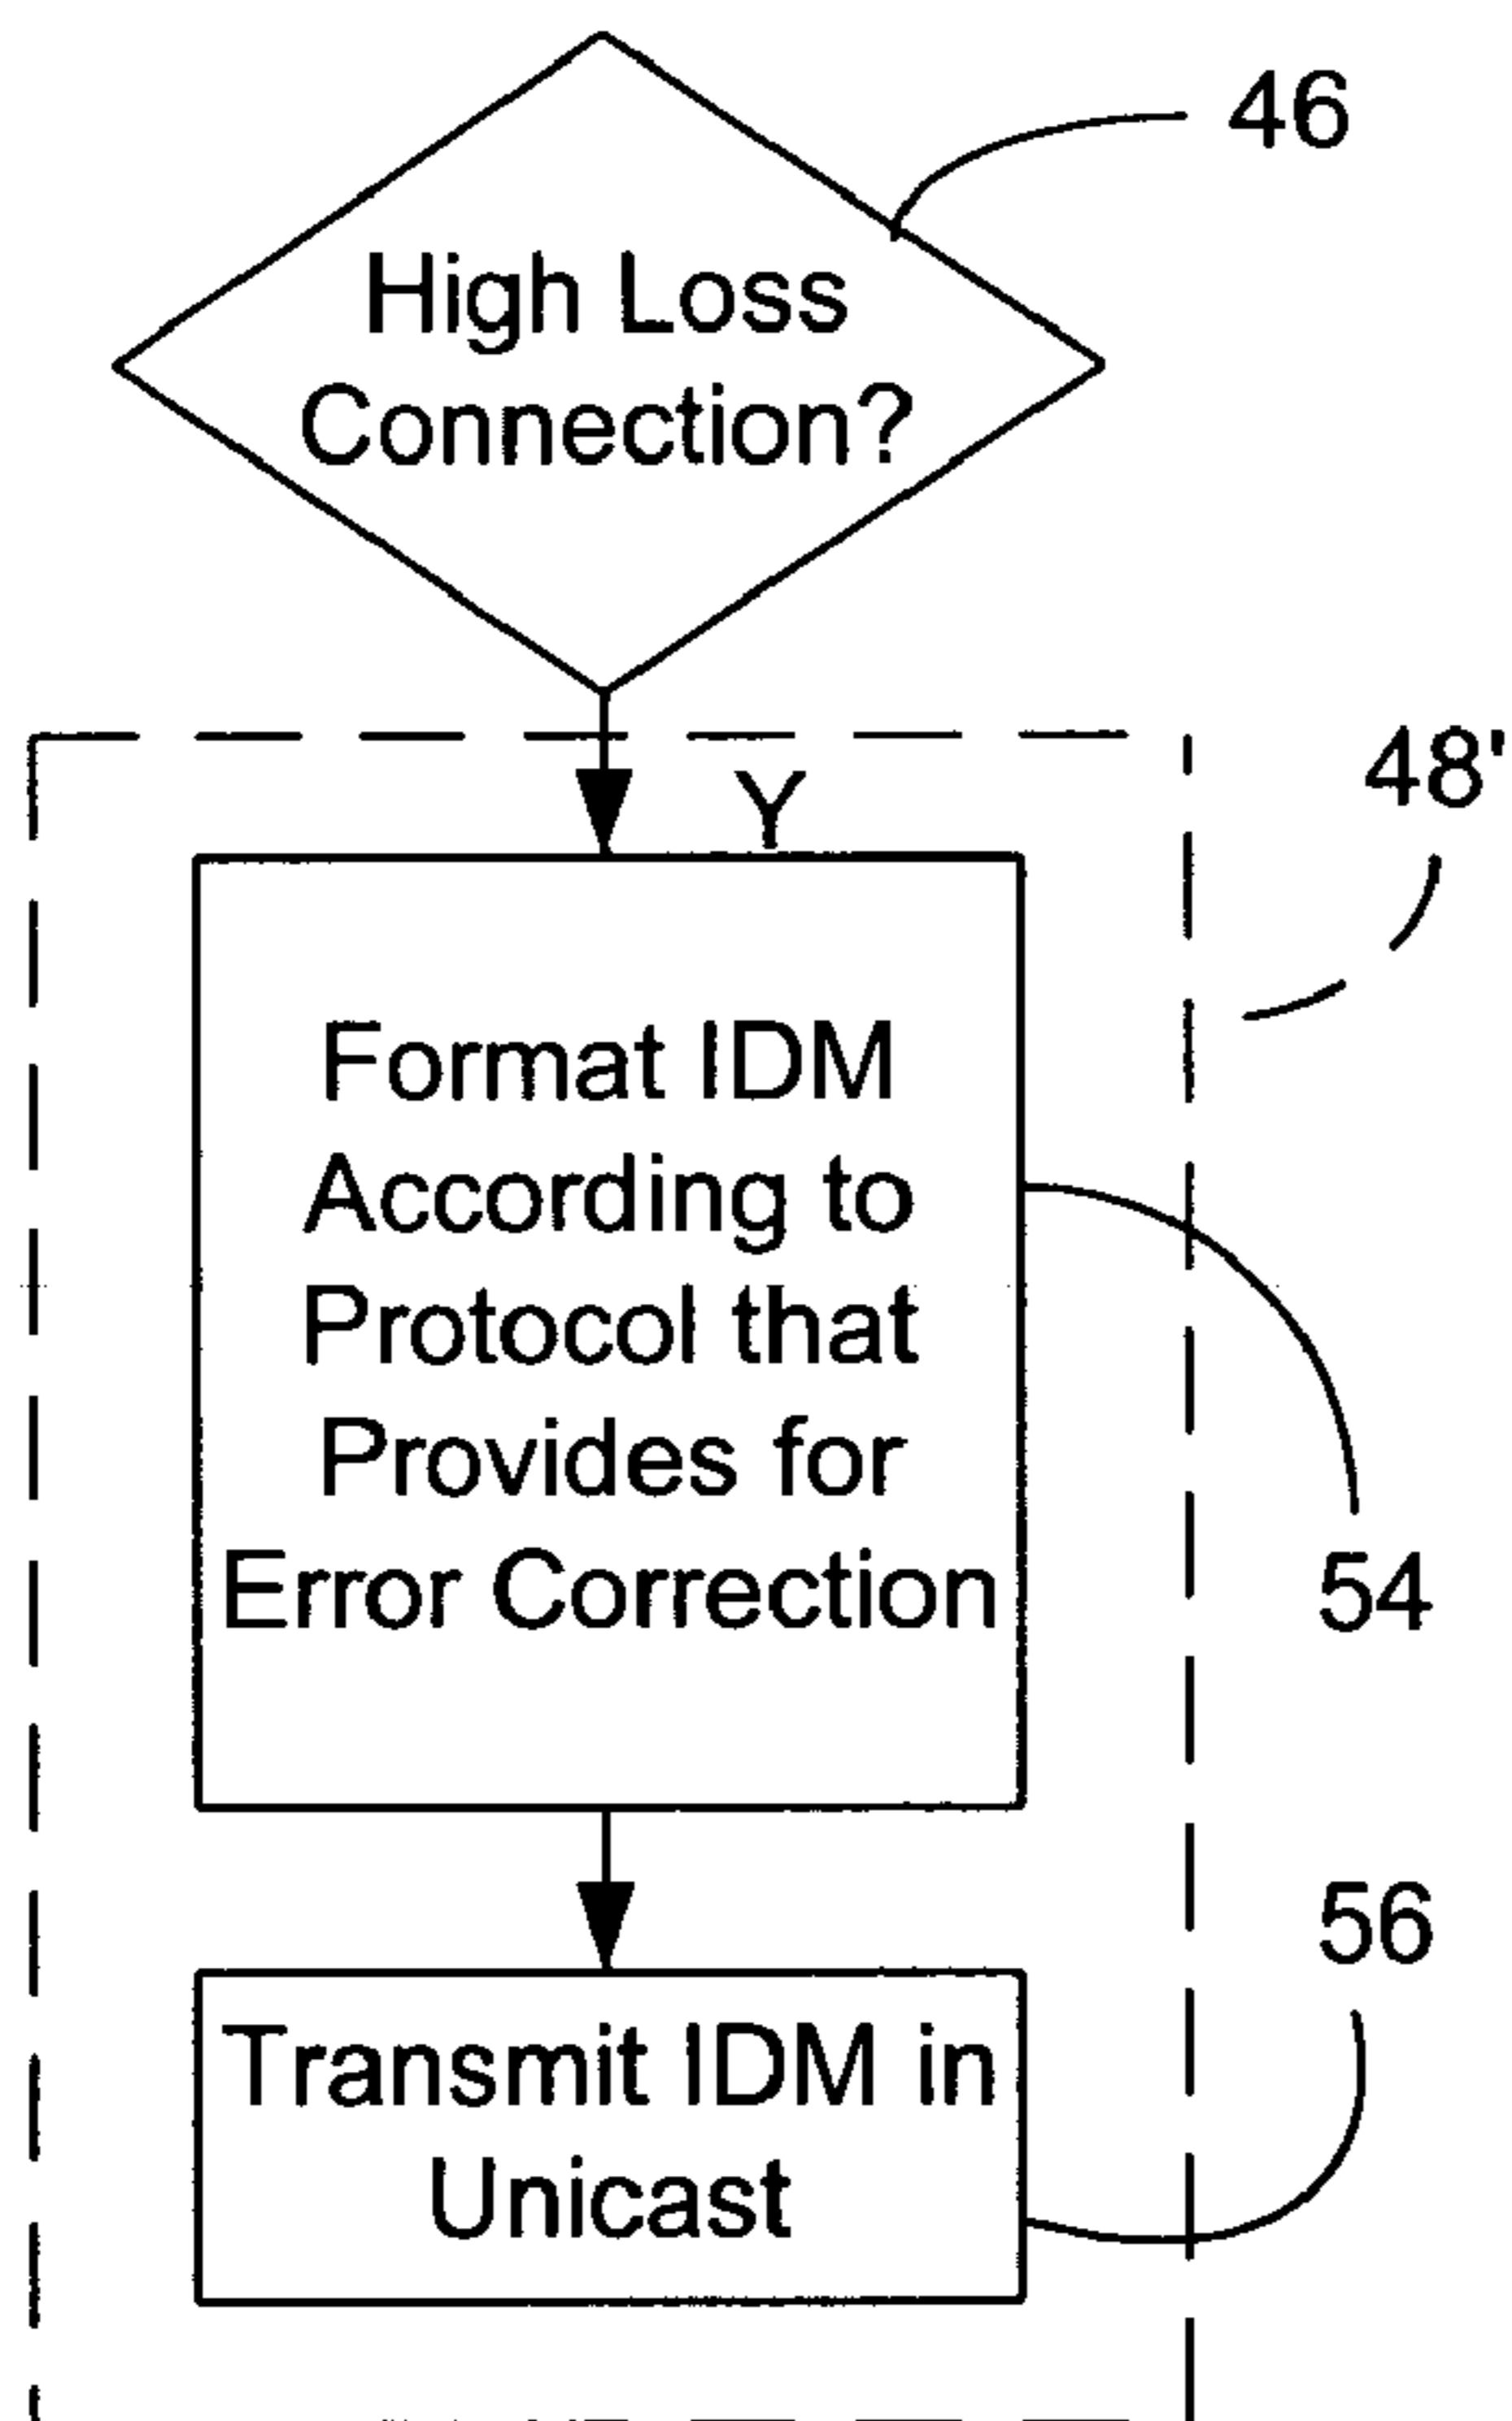 46
High Loss
Connection?
48'
Y
Format IDM
According to
Protocol that
Provides for
Error Correction
54
56
Transmit IDM in
Unicast